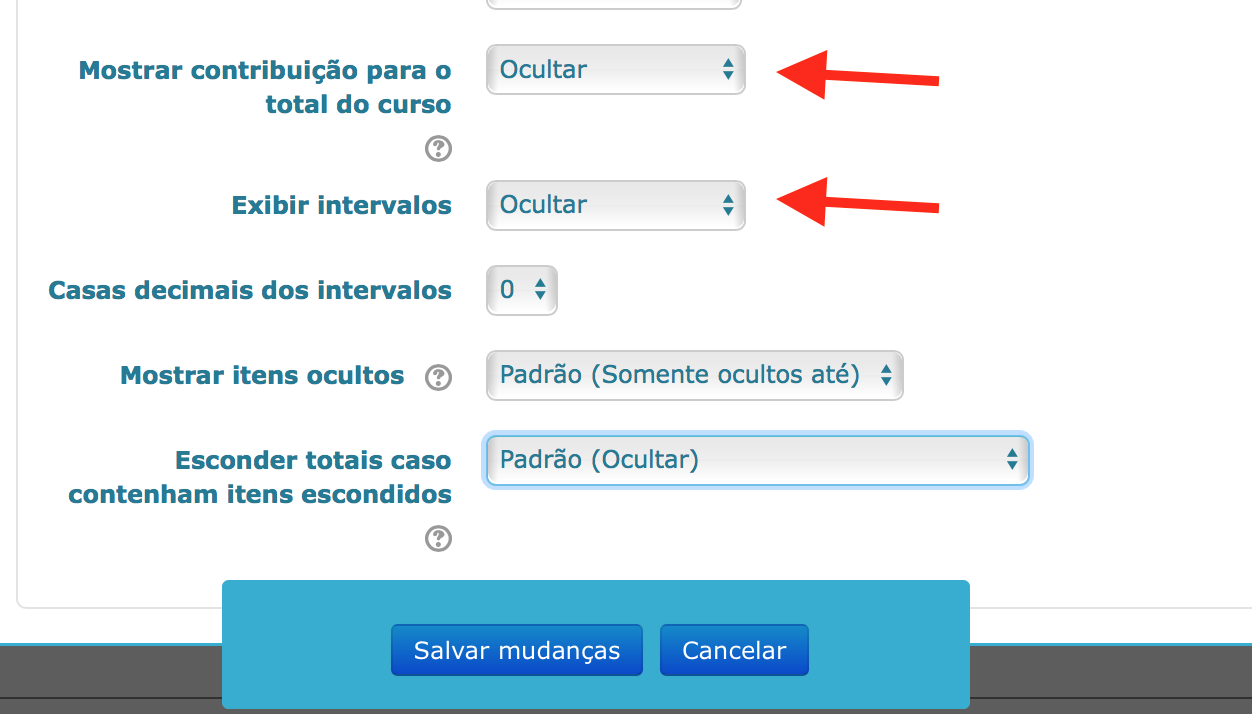 Mostrar contribuição para o
total do curso
Ocultar
Exibir intervalos
Ocultar
Casas decimais dos intervalos
0
Mostrar itens ocultos
Padrão (Somente ocultos até)
Esconder totais caso
contenham itens escondidos
Padrão (Ocultar)
Salvar mudanças
Cancelar